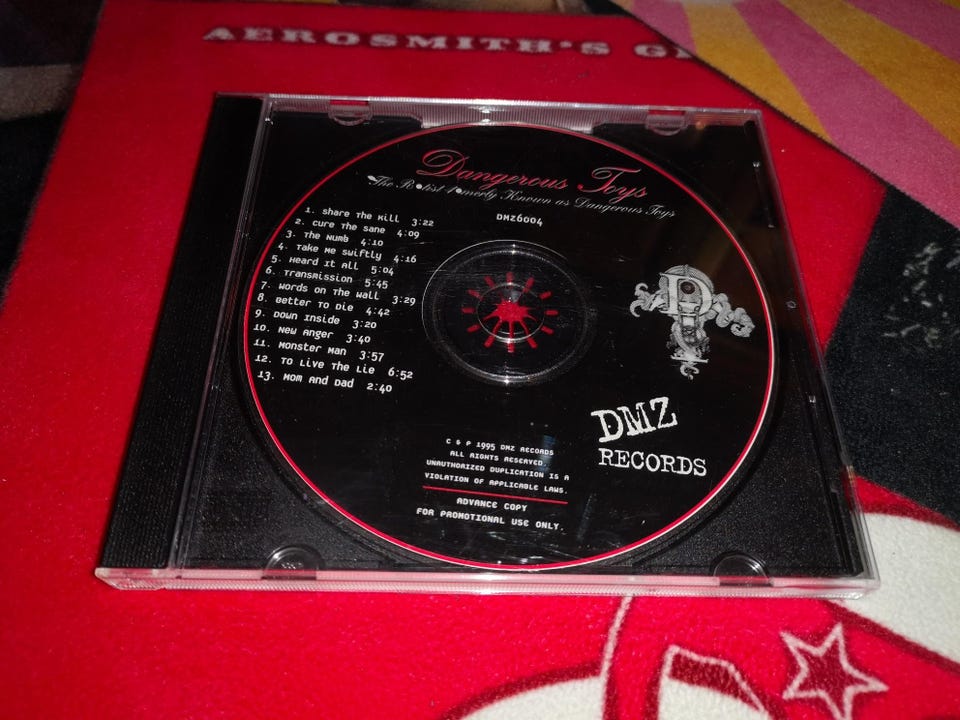 AEROSMITH'S G
Dangerous Toys
The R*tist 4*merly Known as Dangerous Toys
DMZ6004
1. Share The Kill 3:22
2. Cure The Sane 4:09
3. The Numb 4:10
4. Take Me Swiftly 4:16
5. Heard It All 5:04
6. Transmission 5:45
7. Words on The Wall 3:29
8. Better To Die 4:42
9. Down Inside 3:20
10. New Anger 3:40
11. Monster Man 3:57
12. To Live The Lie 6:52
13. Mom And Dad 2:40
DMZ
RECORDS
C & P 1995 DMZ RECORDS
ALL RIGHTS RESERVED.
UNAUTHORIZED DUPLICATION IS A
VIOLATION OF APPLICABLE LAWS.
ADVANCE COPY
FOR PROMOTIONAL USE ONLY.